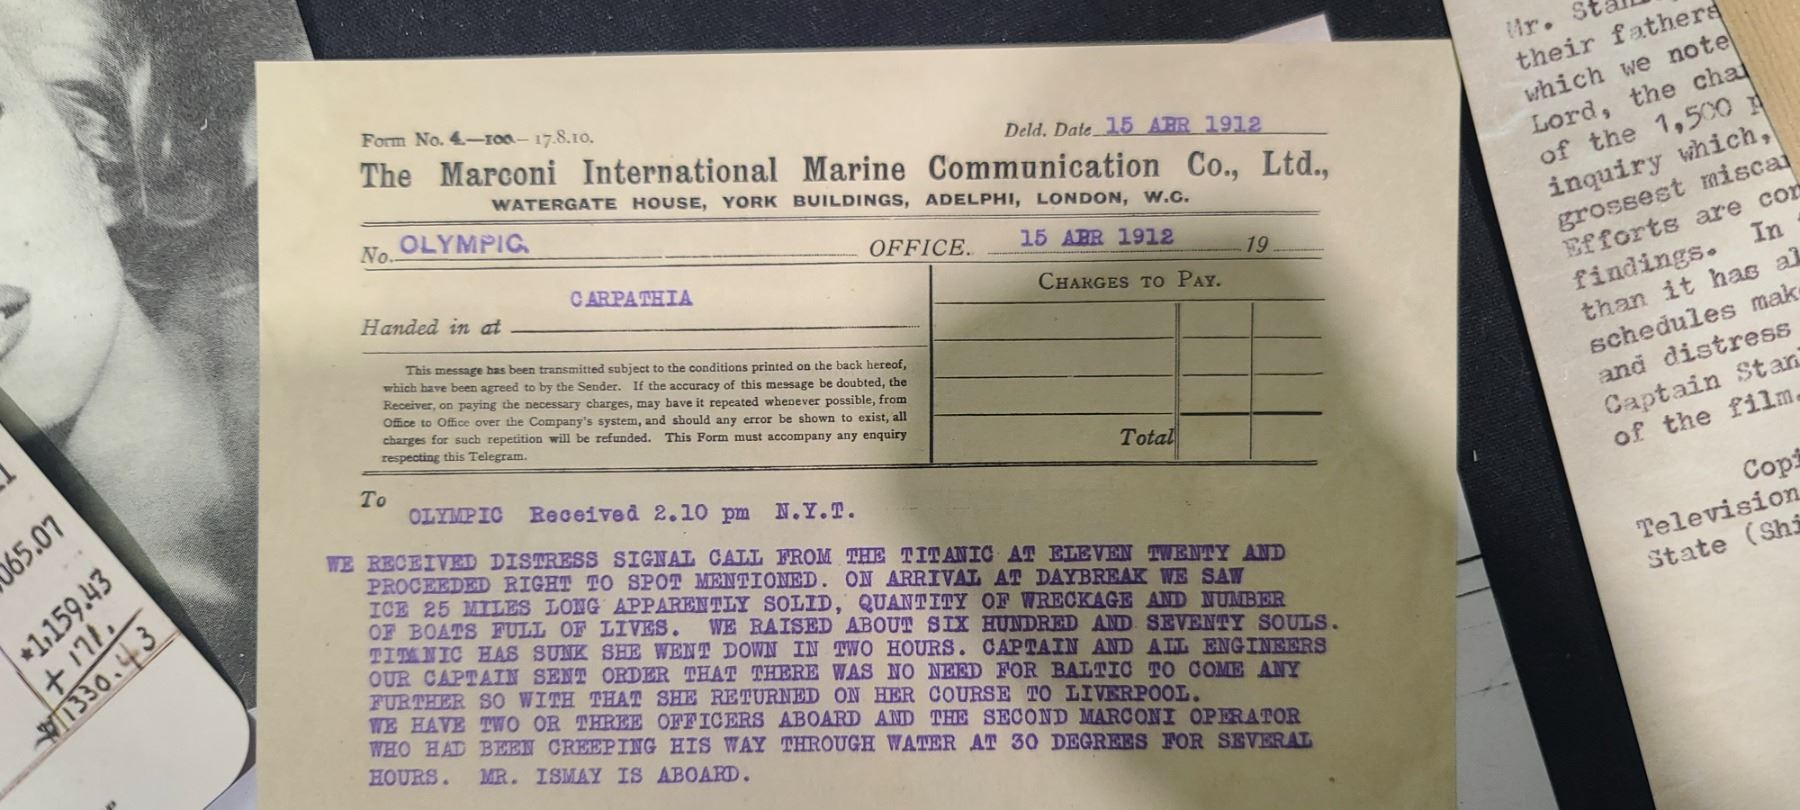 Form No. 4.—100.—17.8.10.
Deld. Date 15 APR 1912
The Marconi International Marine Communication Co., Ltd.,
WATERGATE HOUSE, YORK BUILDINGS, ADELPHI, LONDON, W.C.
No. OLYMPIC. OFFICE. 15 APR 1912 19
CARPATHIA
Handed in at
CHARGES TO PAY.
This message has been transmitted subject to the conditions printed on the back hereof,
which have been agreed to by the Sender. If the accuracy of this message be doubted, the
Receiver, on paying the necessary charges, may have it repeated whenever possible, from
Office to Office over the Company's system, and should any error be shown to exist, all
charges for such repetition will be refunded. This Form must accompany any enquiry
respecting this Telegram.
Total
To
OLYMPIC Received 2.10 pm N.Y.T.
WE RECEIVED DISTRESS SIGNAL CALL FROM THE TITANIC AT ELEVEN TWENTY AND
PROCEEDED RIGHT TO SPOT MENTIONED. ON ARRIVAL AT DAYBREAK WE SAW
ICE 25 MILES LONG APPARENTLY SOLID, QUANTITY OF WRECKAGE AND NUMBER
OF BOATS FULL OF LIVES. WE RAISED ABOUT SIX HUNDRED AND SEVENTY SOULS.
TITANIC HAS SUNK SHE WENT DOWN IN TWO HOURS. CAPTAIN AND ALL ENGINEERS
OUR CAPTAIN SENT ORDER THAT THERE WAS NO NEED FOR BALTIC TO COME ANY
FURTHER SO WITH THAT SHE RETURNED ON HER COURSE TO LIVERPOOL.
WE HAVE TWO OR THREE OFFICERS ABOARD AND THE SECOND MARCONI OPERATOR
WHO HAD BEEN CREEPING HIS WAY THROUGH WATER AT 30 DEGREES FOR SEVERAL
HOURS. MR. ISMAY IS ABOARD.
065.07
*1,159.43
+ 171.
1330.43
Mr.
their fathers
which we note
Lord, the
of the 1,500
inquiry which,
grossest
Efforts are
findings. In
than it has
schedules
and distress
Captain
of the film.
Television
State